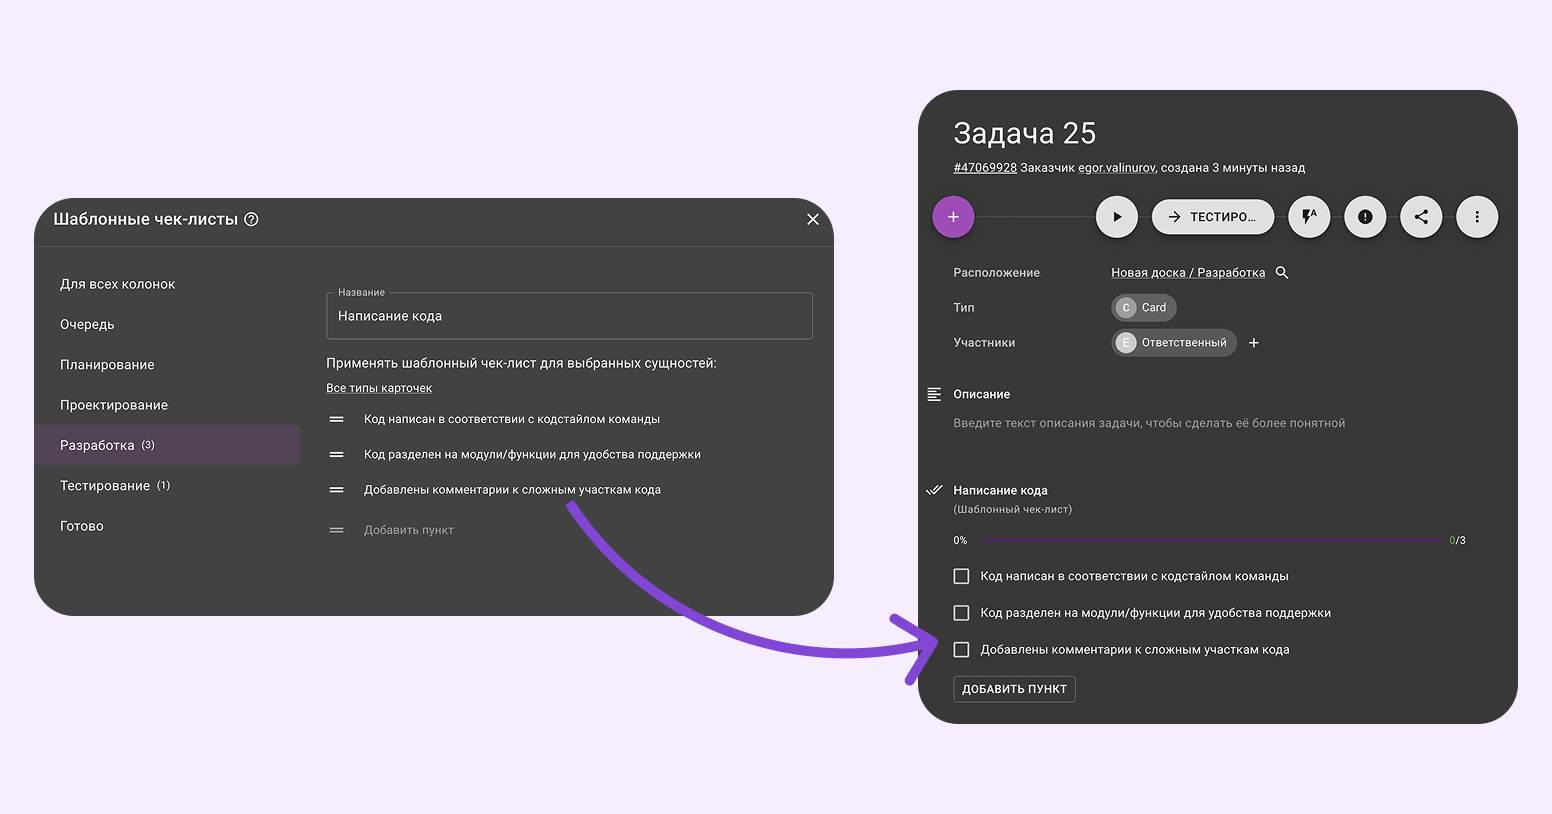 Шаблонные чек-листы
Для всех колонок
Очередь
Планирование
Проектирование
Разработка (3)
Тестирование (1)
Готово
Название
Написание кода
Применять шаблонный чек-лист для выбранных сущностей:
Все типы карточек
Код написан в соответствии с кодстайлом команды
Код разделен на модули/функции для удобства поддержки
Добавлены комментарии к сложным участкам кода
Добавить пункт
Задача 25
#47069928 Заказчик egor.valinurov, создана 3 минуты назад
ТЕСТИРО...
Расположение Новая доска / Разработка
Тип C Card
Участники E Ответственный +
Описание
Введите текст описания задачи, чтобы сделать её более понятной
Написание кода
(Шаблонный чек-лист)
0% 0/3
Код написан в соответствии с кодстайлом команды
Код разделен на модули/функции для удобства поддержки
Добавлены комментарии к сложным участкам кода
ДОБАВИТЬ ПУНКТ